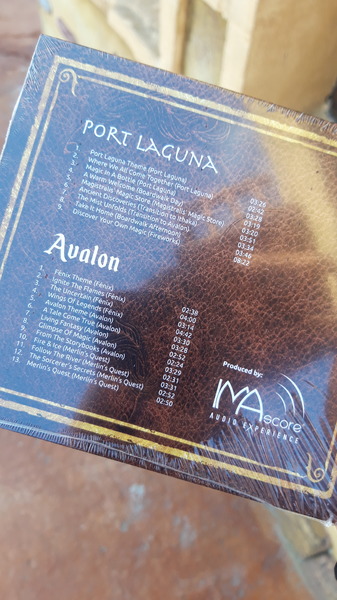 PORT LAGUNA
1. Port Laguna Theme (Port Laguna) 03:26
2. Where We All Come Together (Port Laguna) 02:42
3. Magic In A Bottle (Port Laguna) 03:28
4. A Warm Welcome (Boardwalk Day) 03:19
5. Magistralis' Magic Store (Magistralis' Magic Store) 03:20
6. Ancient Discoveries (Transition to Ithaka) 03:51
7. The Mist Unfolds (Transition to Avalon) 03:34
8. Take It Home (Boardwalk Afternoon) 03:46
9. Discover Your Own Magic (Fireworks) 08:22
Avalon
1. Fēnix Theme (Fēnix) 02:38
2. Ignite The Flames (Fēnix) 04:00
3. The Uncertain (Fēnix) 03:14
4. Wings Of Legends (Fēnix) 04:42
5. Avalon Theme (Avalon) 03:30
6. A Tale Come True (Avalon) 03:28
7. Living Fantasy (Avalon) 02:52
8. Glimpse Of Magic (Avalon) 02:24
9. From The Storybooks (Avalon) 03:29
10. Fire & Ice (Merlin's Quest) 02:31
11. Follow The River (Merlin's Quest) 03:31
12. The Sorcerer's Secrets (Merlin's Quest) 02:52
13. Merlin's Quest (Merlin's Quest) 02:50
Produced by:
IMAscore
AUDIO EXPERIENCE